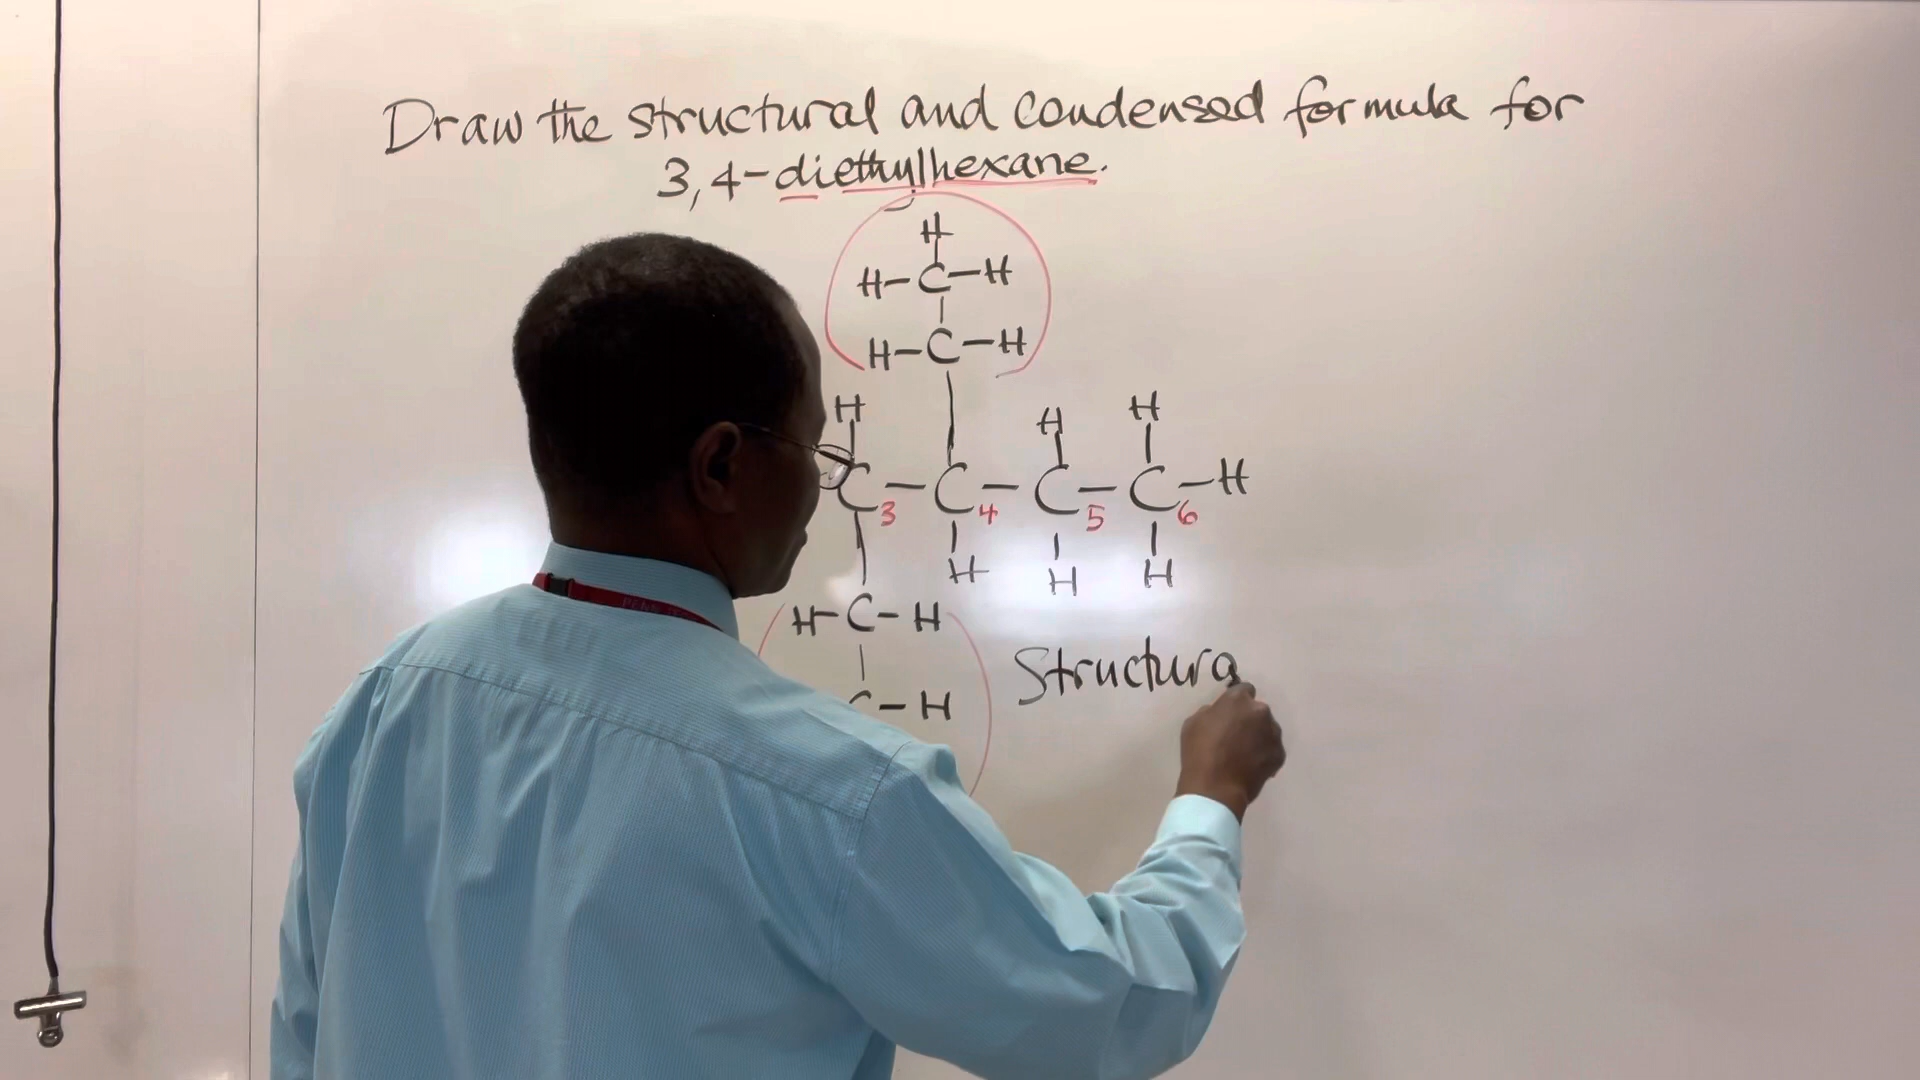 Draw the structural and condensed formula for
3,4-diethylhexane.
H
H-C-H
H-C-H
H H H
C-C-C-C-H
3 4 5 6
H H H
H-C-H
C-H
Structura